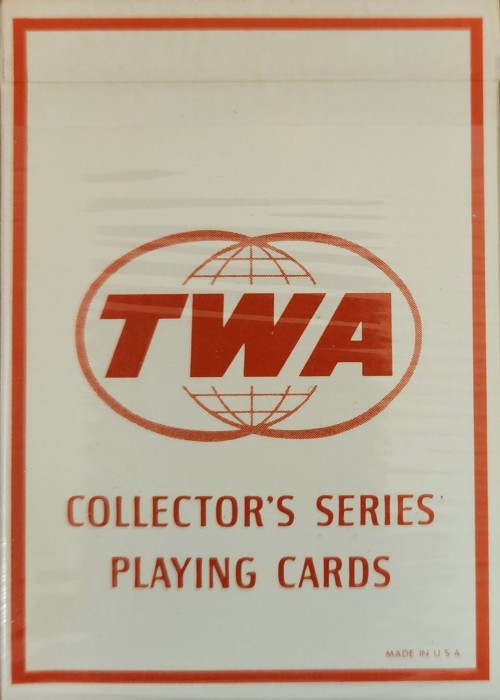 TWA
COLLECTOR'S SERIES
PLAYING CARDS
MADE IN U S A